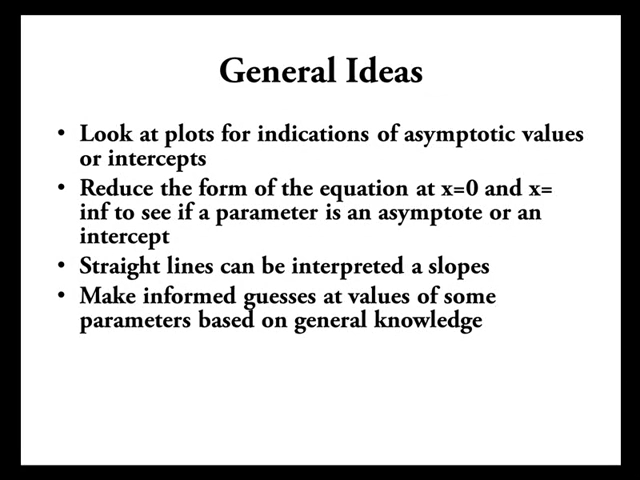 General Ideas
• Look at plots for indications of asymptotic values
or intercepts
• Reduce the form of the equation at x=0 and x=
inf to see if a parameter is an asymptote or an
intercept
• Straight lines can be interpreted a slopes
• Make informed guesses at values of some
parameters based on general knowledge